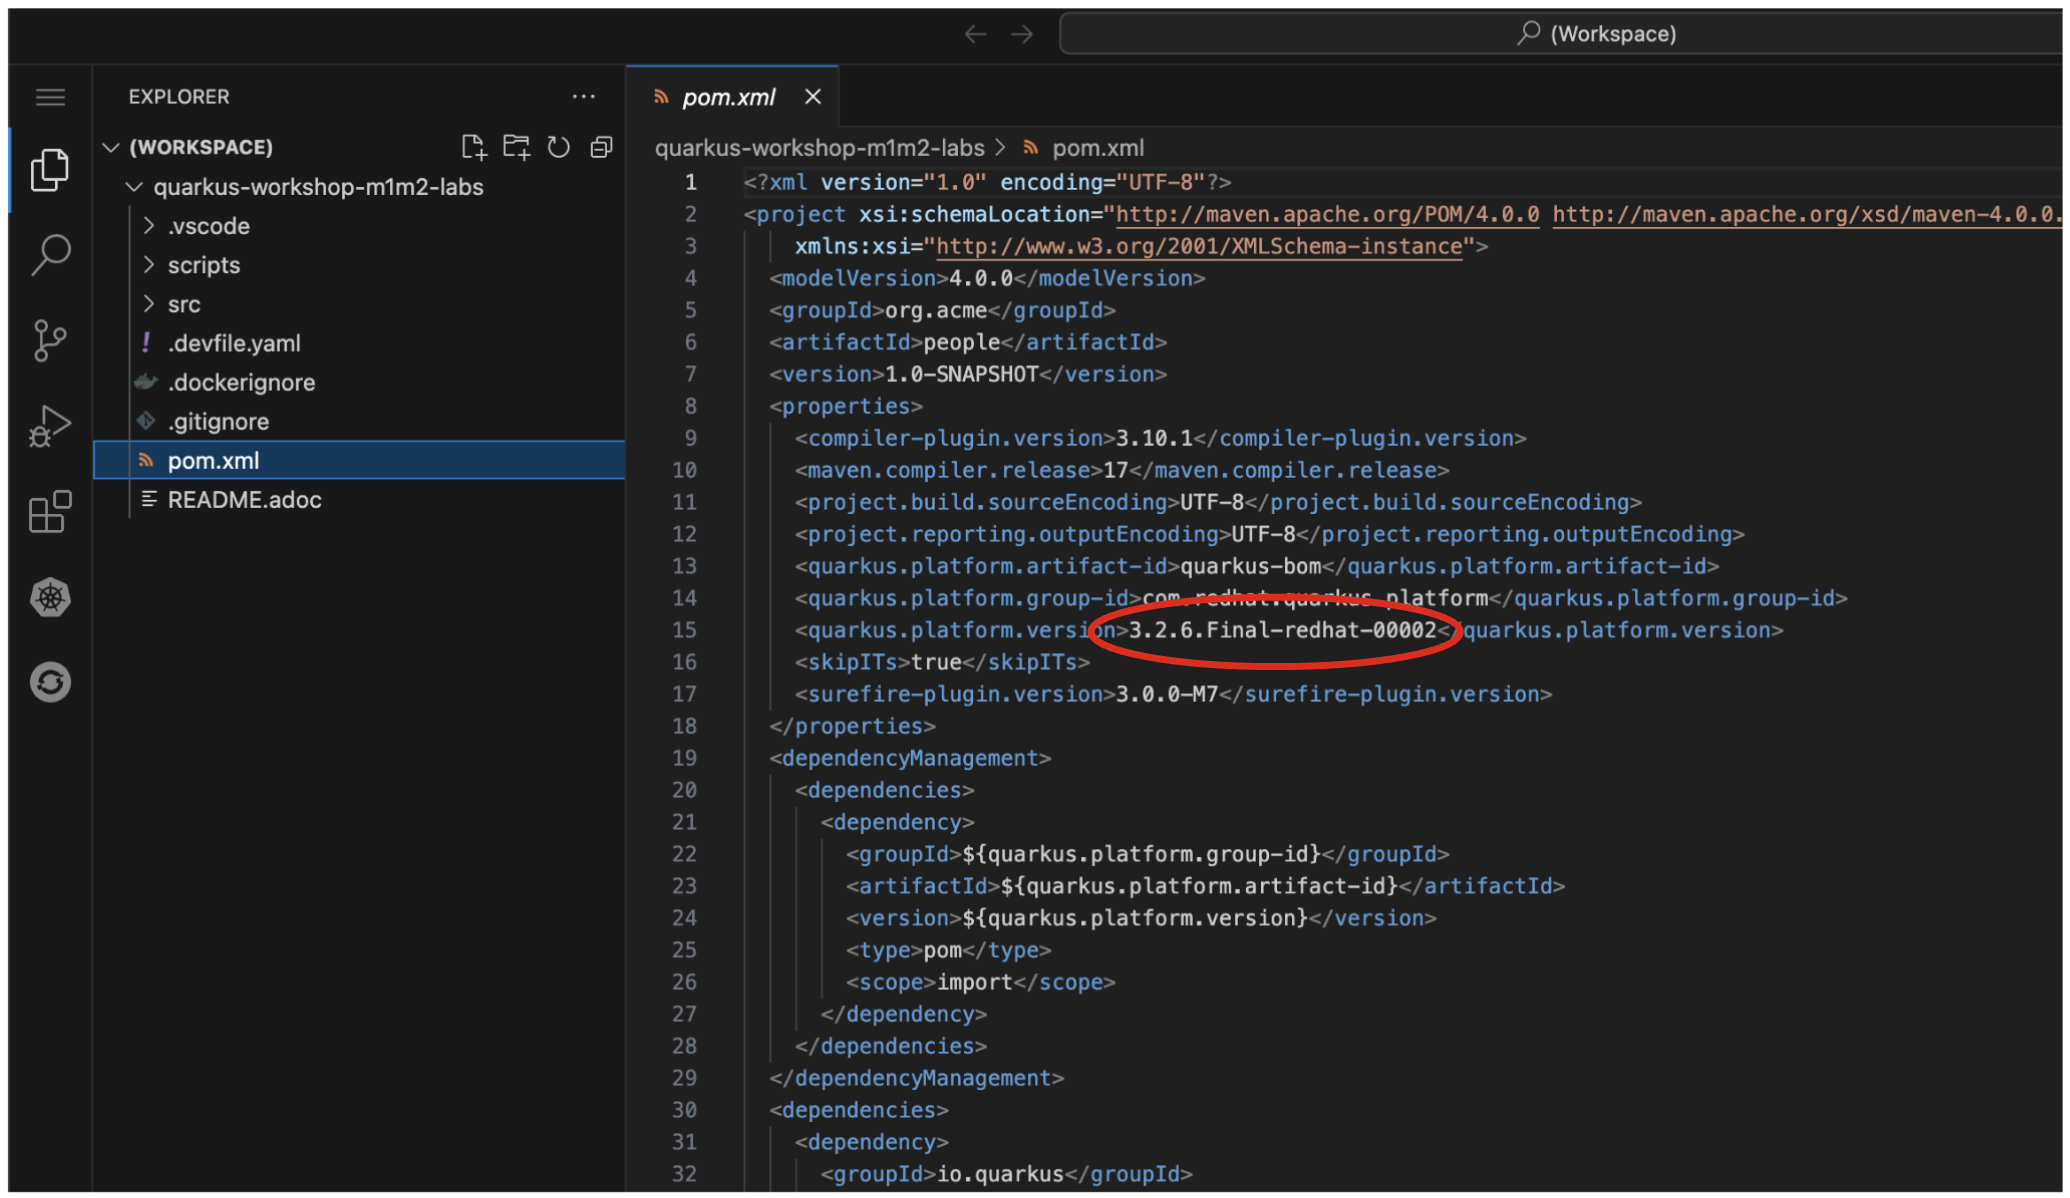 (Workspace)
EXPLORER
(WORKSPACE)
quarkus-workshop-m1m2-labs
.vscode
scripts
src
.devfile.yaml
.dockerignore
.gitignore
pom.xml
README.adoc
pom.xml
quarkus-workshop-m1m2-labs > pom.xml
1 <?xml version="1.0" encoding="UTF-8"?>
2 <project xsi:schemaLocation="http://maven.apache.org/POM/4.0.0 http://maven.apache.org/xsd/maven-4.0.0.
3 xmlns:xsi="http://www.w3.org/2001/XMLSchema-instance">
4 <modelVersion>4.0.0</modelVersion>
5 <groupId>org.acme</groupId>
6 <artifactId>people</artifactId>
7 <version>1.0-SNAPSHOT</version>
8 <properties>
9 <compiler-plugin.version>3.10.1</compiler-plugin.version>
10 <maven.compiler.release>17</maven.compiler.release>
11 <project.build.sourceEncoding>UTF-8</project.build.sourceEncoding>
12 <project.reporting.outputEncoding>UTF-8</project.reporting.outputEncoding>
13 <quarkus.platform.artifact-id>quarkus-bom</quarkus.platform.artifact-id>
14 <quarkus.platform.group-id>com.redhat.quarkus.platform</quarkus.platform.group-id>
15 <quarkus.platform.version>3.2.6.Final-redhat-00002</quarkus.platform.version>
16 <skipITs>true</skipITs>
17 <surefire-plugin.version>3.0.0-M7</surefire-plugin.version>
18 </properties>
19 <dependencyManagement>
20 <dependencies>
21 <dependency>
22 <groupId>${quarkus.platform.group-id}</groupId>
23 <artifactId>${quarkus.platform.artifact-id}</artifactId>
24 <version>${quarkus.platform.version}</version>
25 <type>pom</type>
26 <scope>import</scope>
27 </dependency>
28 </dependencies>
29 </dependencyManagement>
30 <dependencies>
31 <dependency>
32 <groupId>io.quarkus</groupId>